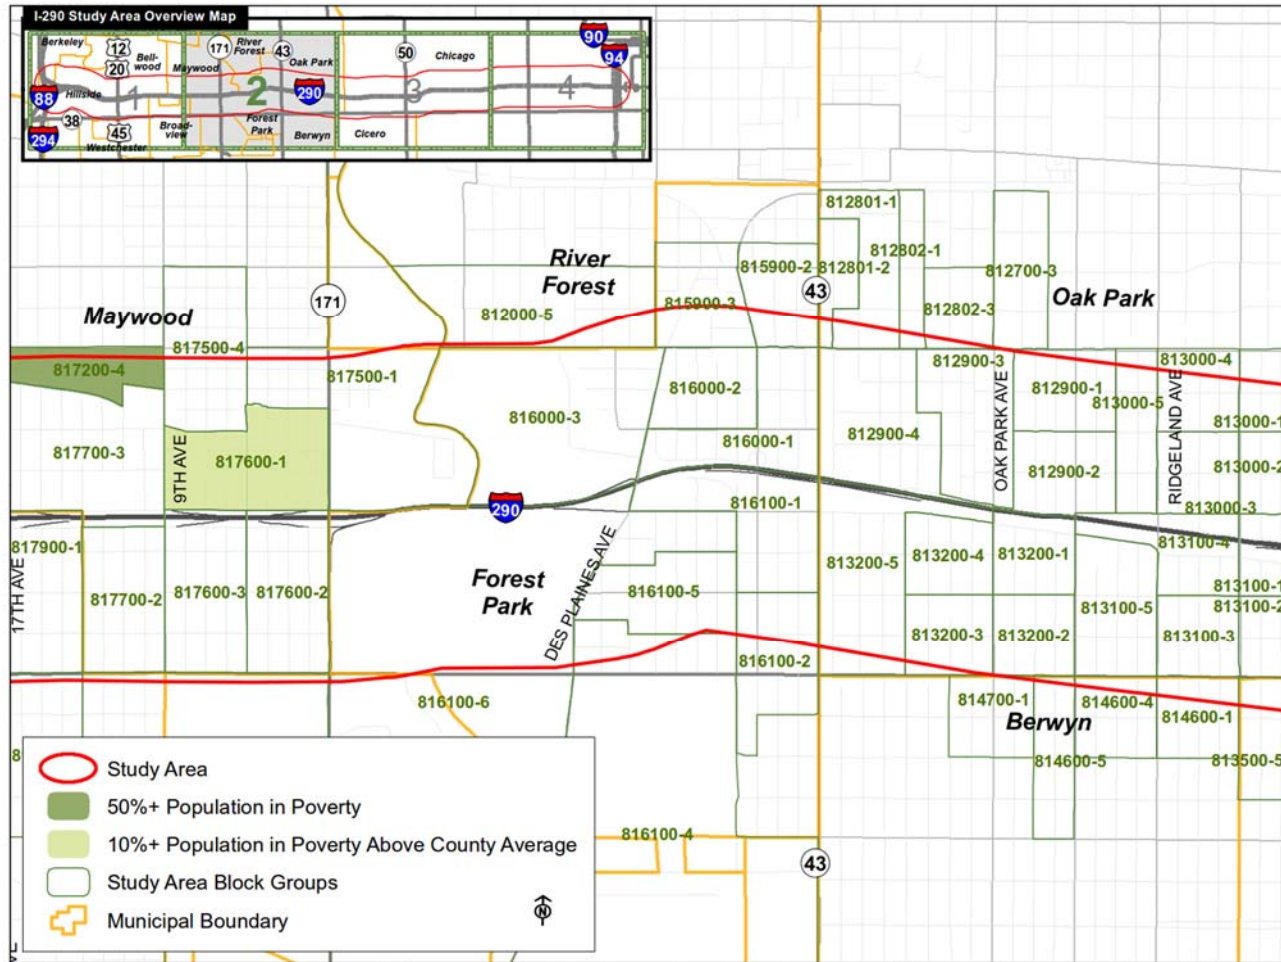 I-290 Study Area Overview Map
Berkeley
12
20
Bell-
wood
Maywood
171
River
Forest
43
Oak Park
50
Chicago
90
94
88
Hillside
1
2
290
3
4
38
294
45
Westchester
Broad-
view
Forest
Park
Berwyn
Cicero
812801-1
812802-1
815900-2
812801-2
812700-3
River
Forest
171
43
Oak Park
815900-3
812802-3
812000-5
Maywood
817500-4
817200-4
817500-1
816000-2
812900-3
813000-4
812900-1
813000-5
816000-3
813000-1
817700-3
9TH AVE
817600-1
816000-1
812900-4
OAK PARK AVE
812900-2
RIDGELAND AVE
813000-2
290
816100-1
813000-3
817900-1
17TH AVE
813100-4
813200-5
813200-4
813200-1
Forest
Park
DES PLAINES AVE
817700-2
817600-3
817600-2
816100-5
813100-1
813100-5
813100-2
813200-3
813200-2
813100-3
816100-2
816100-6
814700-1
814600-4
814600-1
Berwyn
8
814600-5
813500-5
816100-4
43
Study Area
50%+ Population in Poverty
10%+ Population in Poverty Above County Average
Study Area Block Groups
Municipal Boundary
N